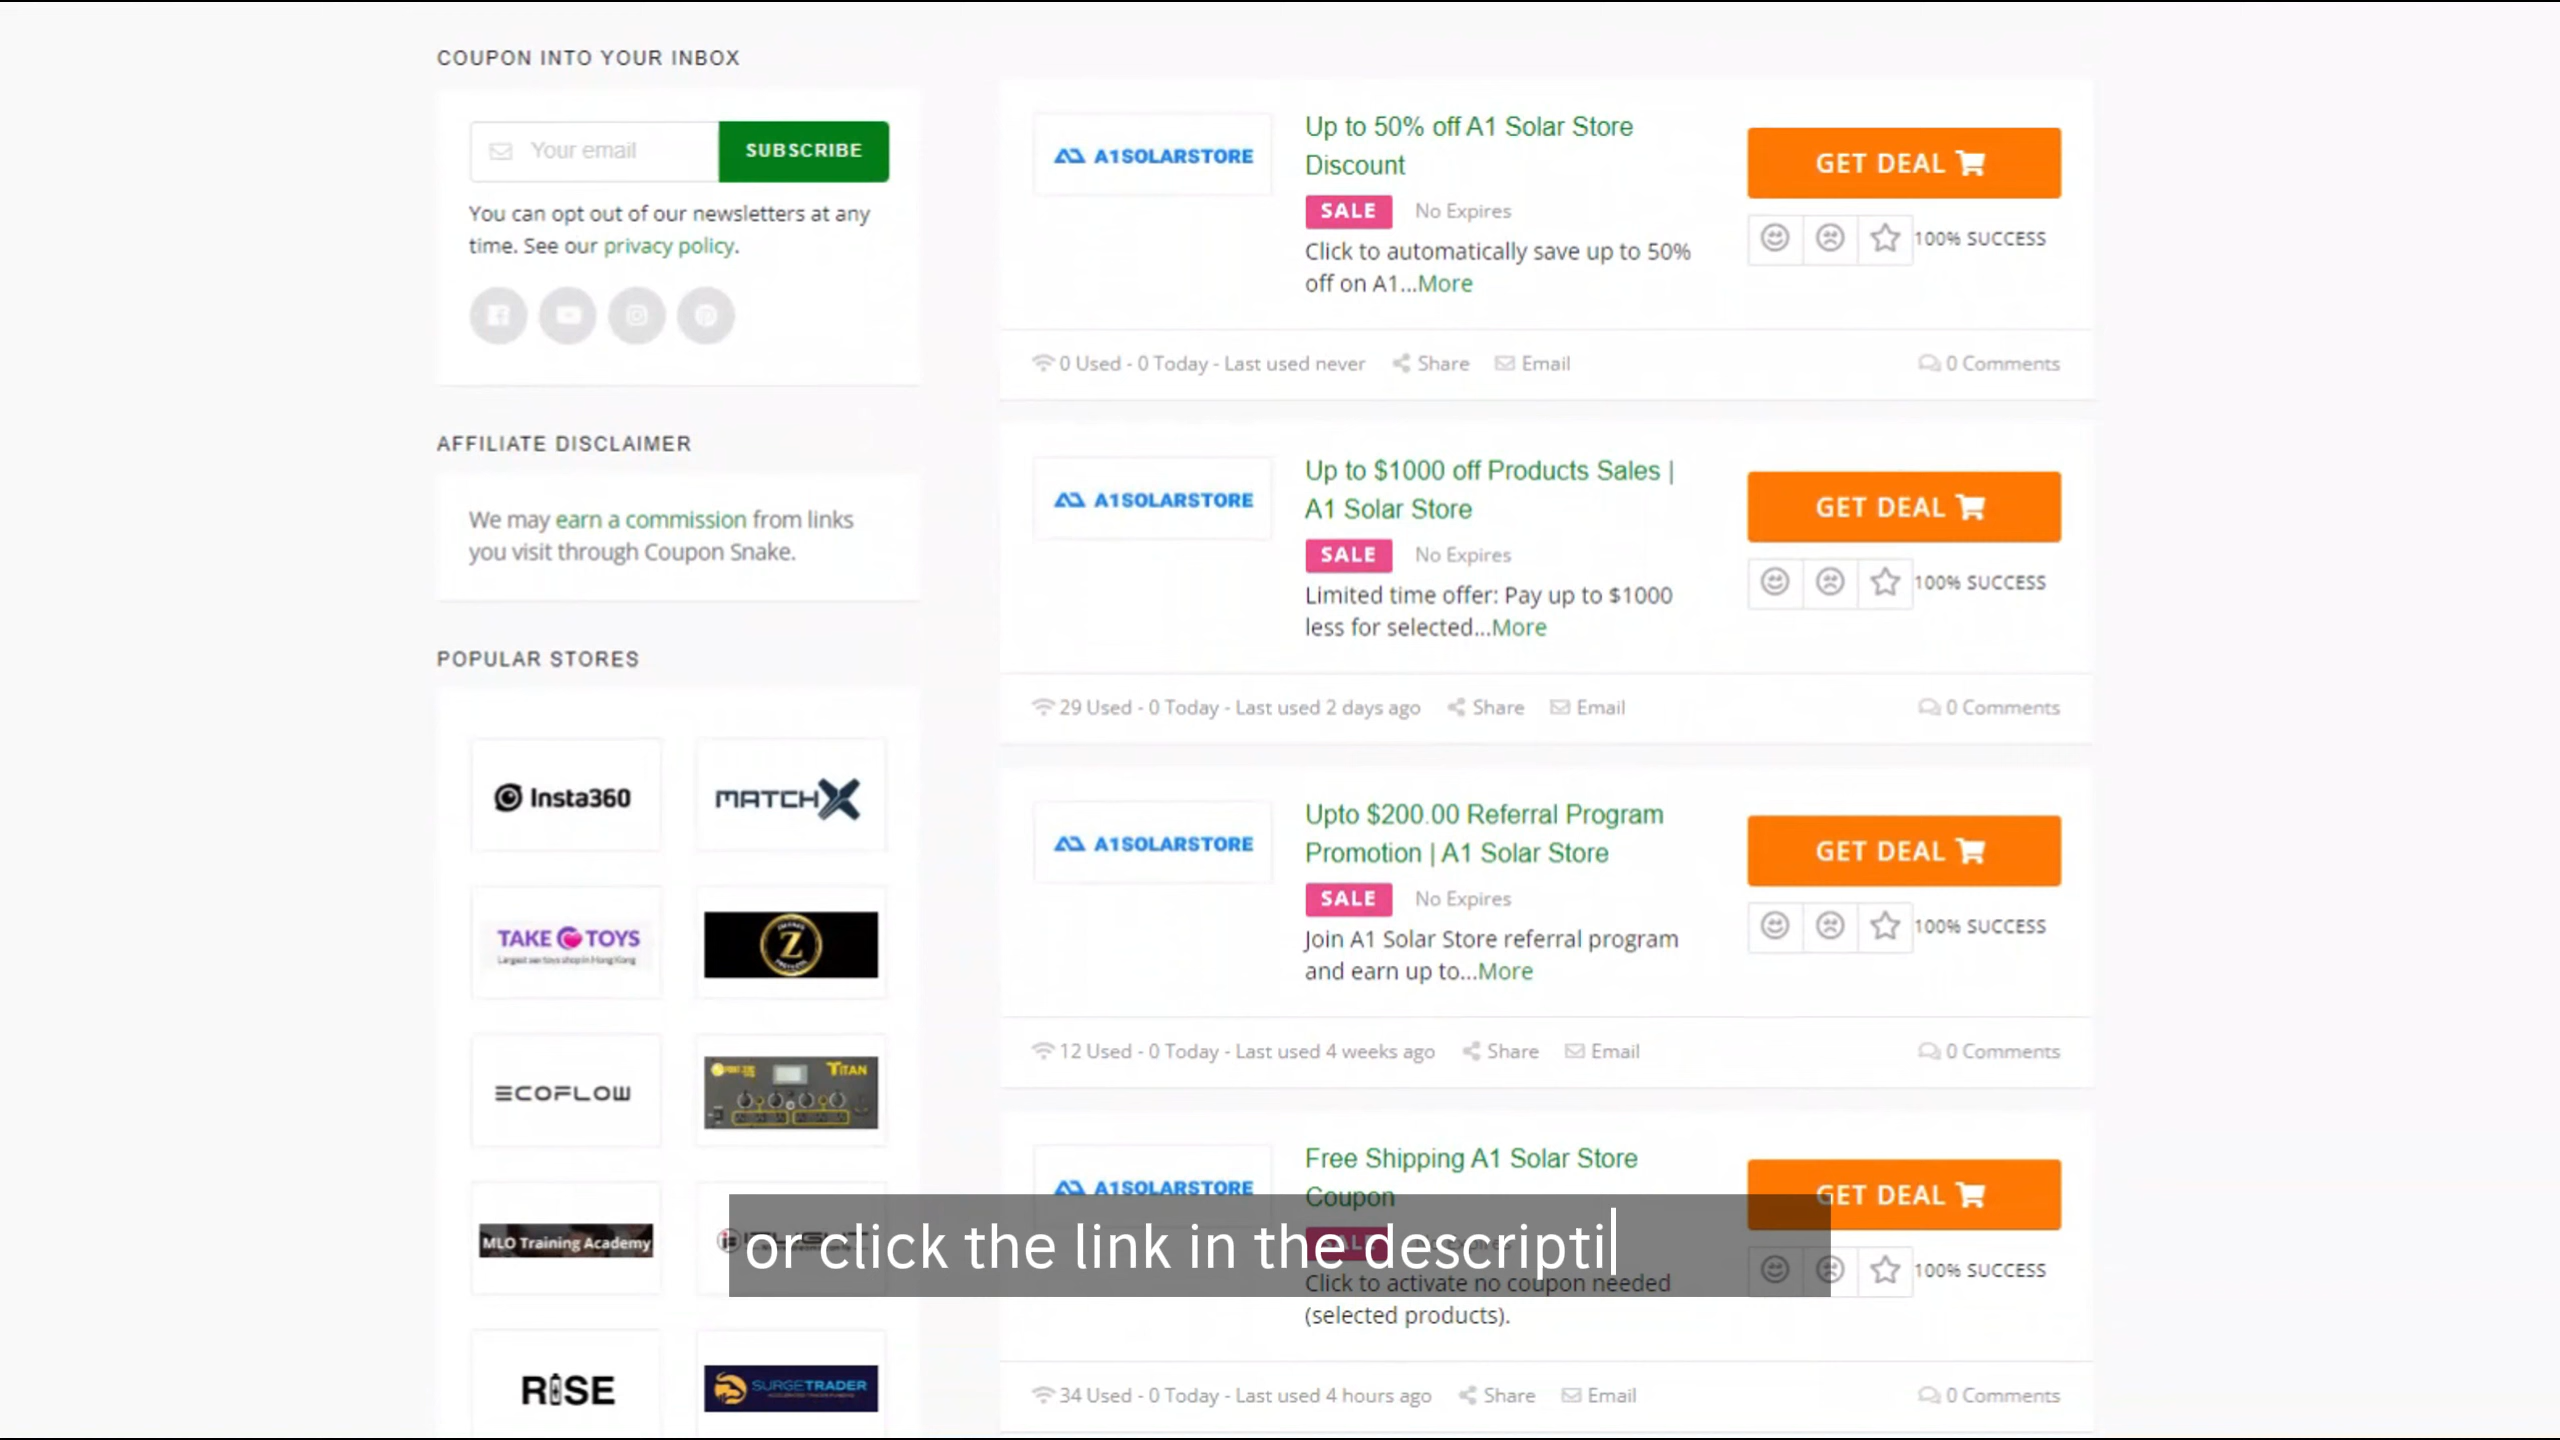 COUPON INTO YOUR INBOX
Your email
SUBSCRIBE
You can opt out of our newsletters at any
time. See our privacy policy.
AFFILIATE DISCLAIMER
We may earn a commission from links
you visit through Coupon Snake.
POPULAR STORES
Insta360
MATCHX
TAKE TOYS
Largest sex toys shop in Hong Kong
Z
ECOFLOW
TITAN
MLO Training Academy
RISE
SURGETRADER
A1SOLARSTORE
Up to 50% off A1 Solar Store
Discount
SALE No Expires
Click to automatically save up to 50%
off on A1...More
GET DEAL
100% SUCCESS
0 Used - 0 Today - Last used never Share Email 0 Comments
A1SOLARSTORE
Up to $1000 off Products Sales |
A1 Solar Store
SALE No Expires
Limited time offer: Pay up to $1000
less for selected...More
GET DEAL
100% SUCCESS
29 Used - 0 Today - Last used 2 days ago Share Email 0 Comments
A1SOLARSTORE
Upto $200.00 Referral Program
Promotion | A1 Solar Store
SALE No Expires
Join A1 Solar Store referral program
and earn up to...More
GET DEAL
100% SUCCESS
12 Used - 0 Today - Last used 4 weeks ago Share Email 0 Comments
A1SOLARSTORE
Free Shipping A1 Solar Store
Coupon
SALE No Expires
Click to activate no coupon needed
(selected products).
GET DEAL
100% SUCCESS
34 Used - 0 Today - Last used 4 hours ago Share Email 0 Comments
or click the link in the descripti